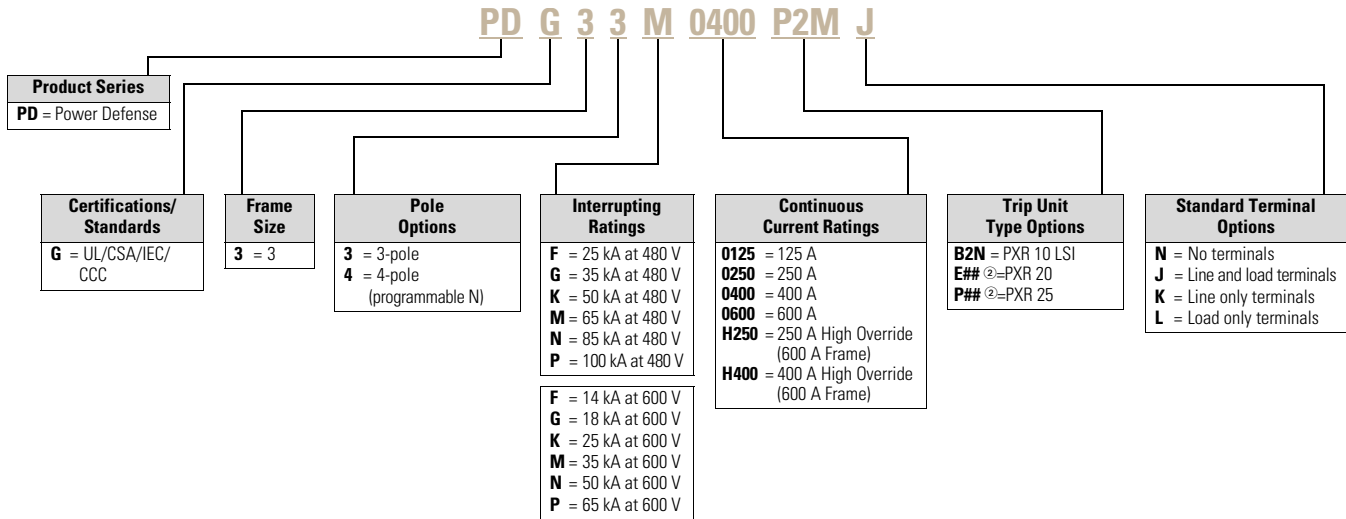 PD G 3 3 M 0400 P2M J
Product Series
PD = Power Defense
Certifications/
Standards
G = UL/CSA/IEC/
CCC
Frame
Size
3 = 3
Pole
Options
3 = 3-pole
4 = 4-pole
(programmable N)
Interrupting
Ratings
F = 25 kA at 480 V
G = 35 kA at 480 V
K = 50 kA at 480 V
M = 65 kA at 480 V
N = 85 kA at 480 V
P = 100 kA at 480 V
F = 14 kA at 600 V
G = 18 kA at 600 V
K = 25 kA at 600 V
M = 35 kA at 600 V
N = 50 kA at 600 V
P = 65 kA at 600 V
Continuous
Current Ratings
0125 = 125 A
0250 = 250 A
0400 = 400 A
0600 = 600 A
H250 = 250 A High Override
(600 A Frame)
H400 = 400 A High Override
(600 A Frame)
Trip Unit
Type Options
B2N = PXR 10 LSI
E## ②=PXR 20
P## ②=PXR 25
Standard Terminal
Options
N = No terminals
J = Line and load terminals
K = Line only terminals
L = Load only terminals